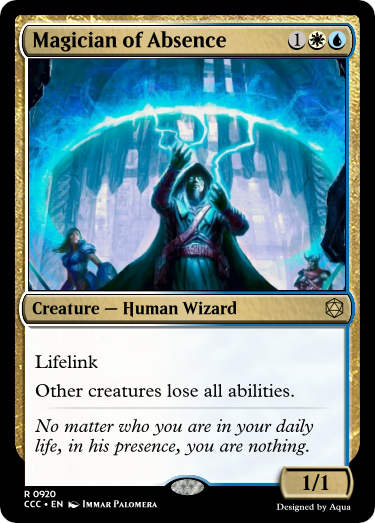 Magician of Absence 1
Creature — Human Wizard
Lifelink
Other creatures lose all abilities.
No matter who you are in your daily
life, in his presence, you are nothing.
1/1
R 0920
CCC • EN Immar Palomera
Designed by Aqua